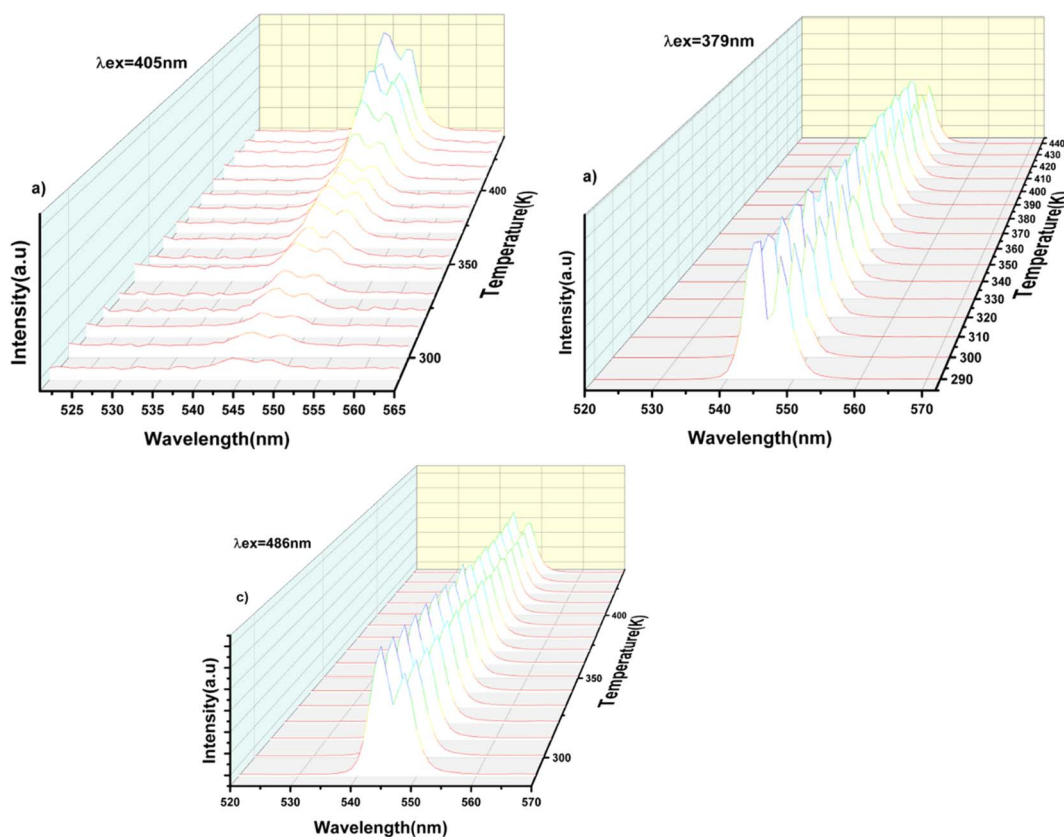 λex=405nm
a)
Intensity(a.u)
525 530 535 540 545 550 555 560 565
Wavelength(nm)
300
350
400
Temperature(K)
λex=379nm
a)
Intensity(a.u)
520 530 540 550 560 570
Wavelength(nm)
440
430
420
410
400
390
380
370
360
350
340
330
320
310
300
290
Temperature(K)
λex=486nm
c)
Intensity(a.u)
520 530 540 550 560 570
Wavelength(nm)
400
350
300
Temperature(K)